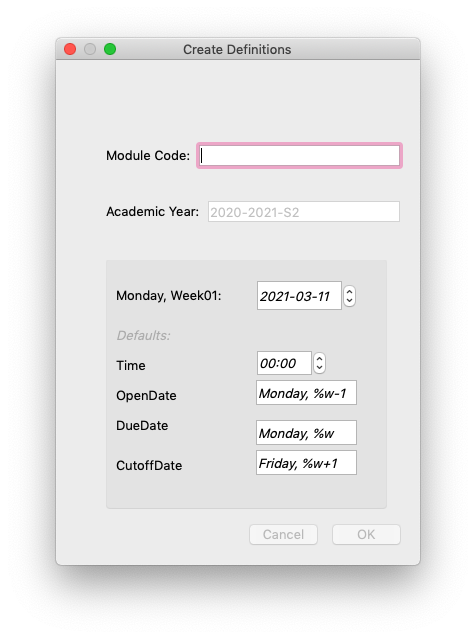 Create Definitions
Module Code:
Academic Year: 2020-2021-S2
Monday, Week01: 2021-03-11
Defaults:
Time 00:00
OpenDate Monday, %w-1
DueDate Monday, %w
CutoffDate Friday, %w+1
Cancel OK